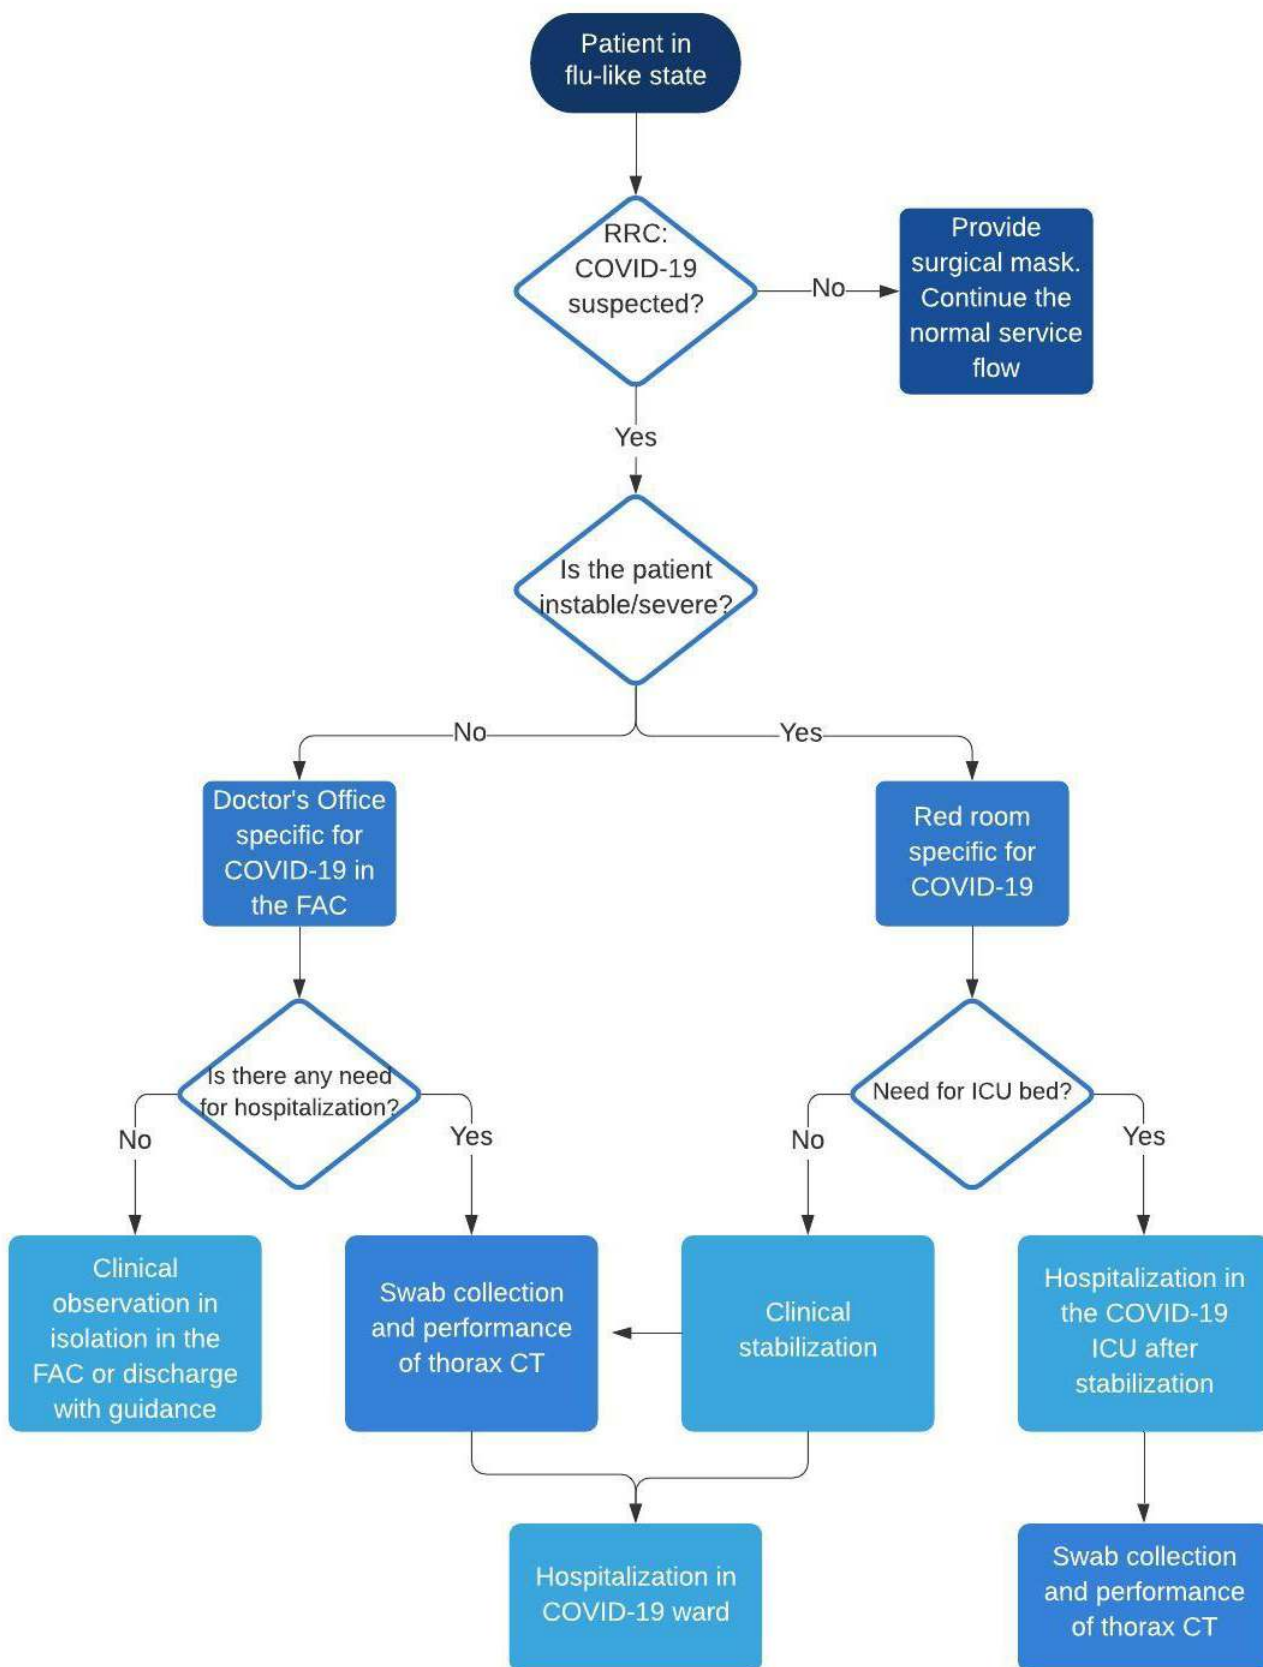 Patient in
flu-like state
RRC:
COVID-19
suspected?
No
Provide
surgical mask.
Continue the
normal service
flow
Yes
Is the patient
instable/severe?
No
Yes
Doctor's Office
specific for
COVID-19 in
the FAC
Red room
specific for
COVID-19
Is there any need
for hospitalization?
No
Yes
Need for ICU bed?
No
Yes
Clinical
observation in
isolation in the
FAC or discharge
with guidance
Swab collection
and performance
of thorax CT
Clinical
stabilization
Hospitalization in
the COVID-19
ICU after
stabilization
Hospitalization in
COVID-19 ward
Swab collection
and performance
of thorax CT